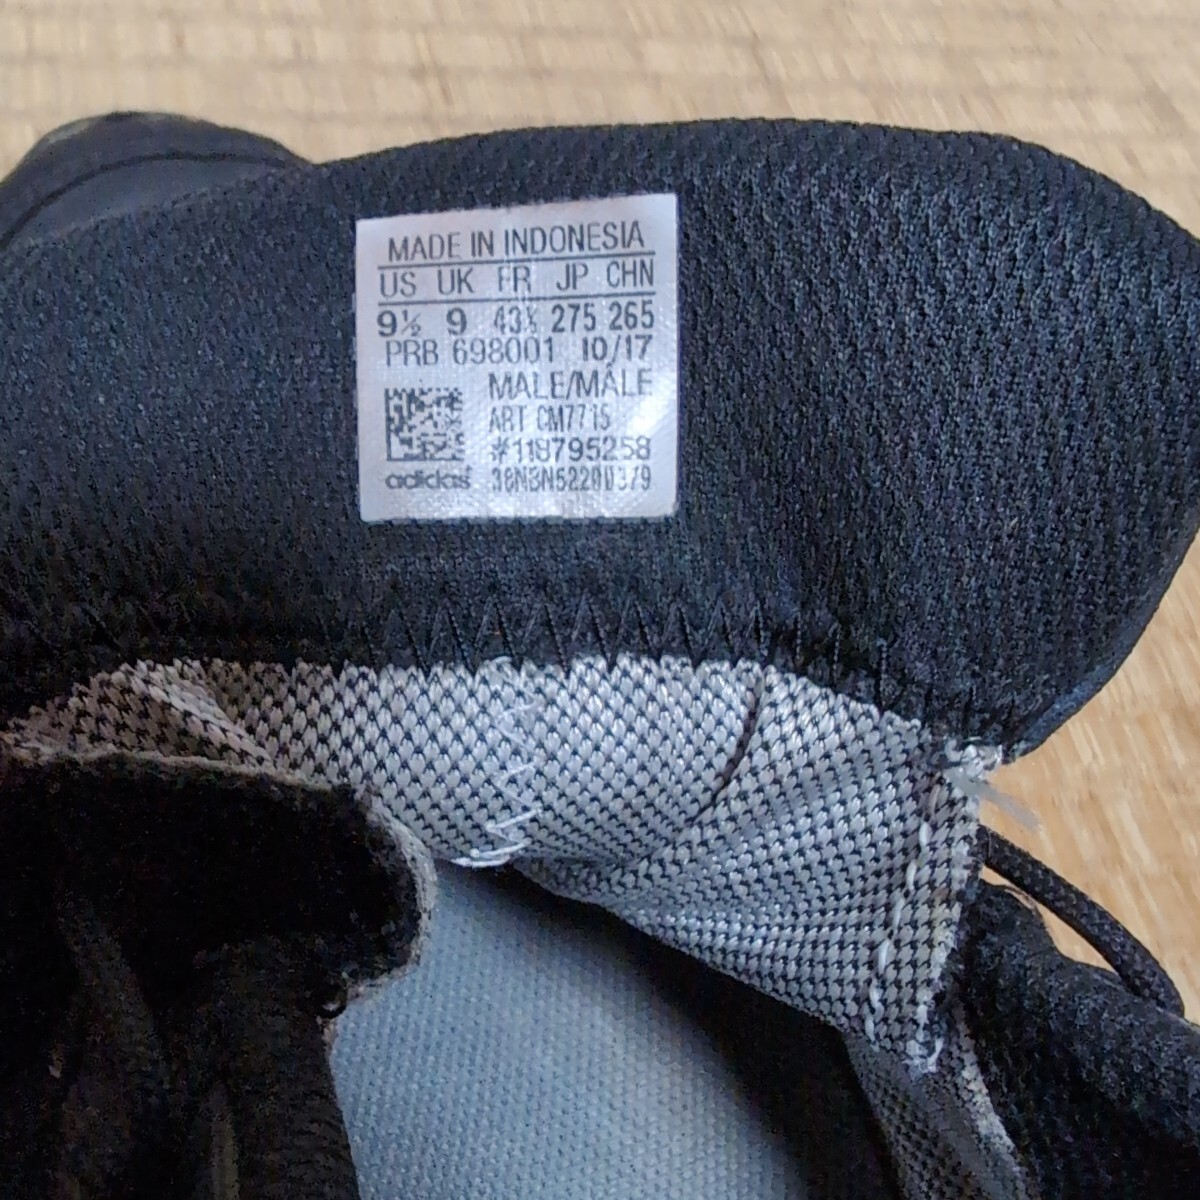 MADE IN INDONESIA
US UK FR JP CHN
9½ 9 43⅓ 275 265
PRB 698001 10/17
MALE/MÂLE
ART CM7715
#118795258
adidas